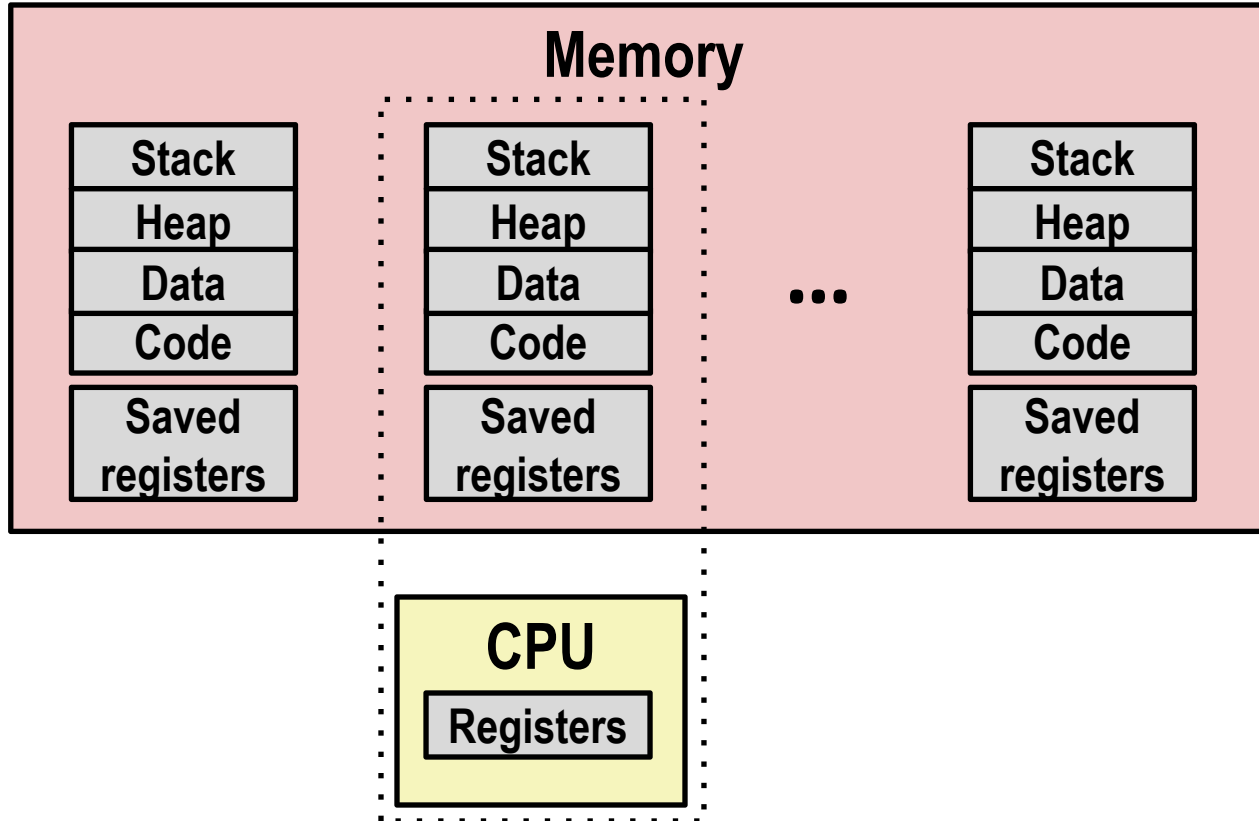 Memory
Stack
Heap
Data
Code
Saved
registers
Stack
Heap
Data
Code
Saved
registers
...
Stack
Heap
Data
Code
Saved
registers
CPU
Registers